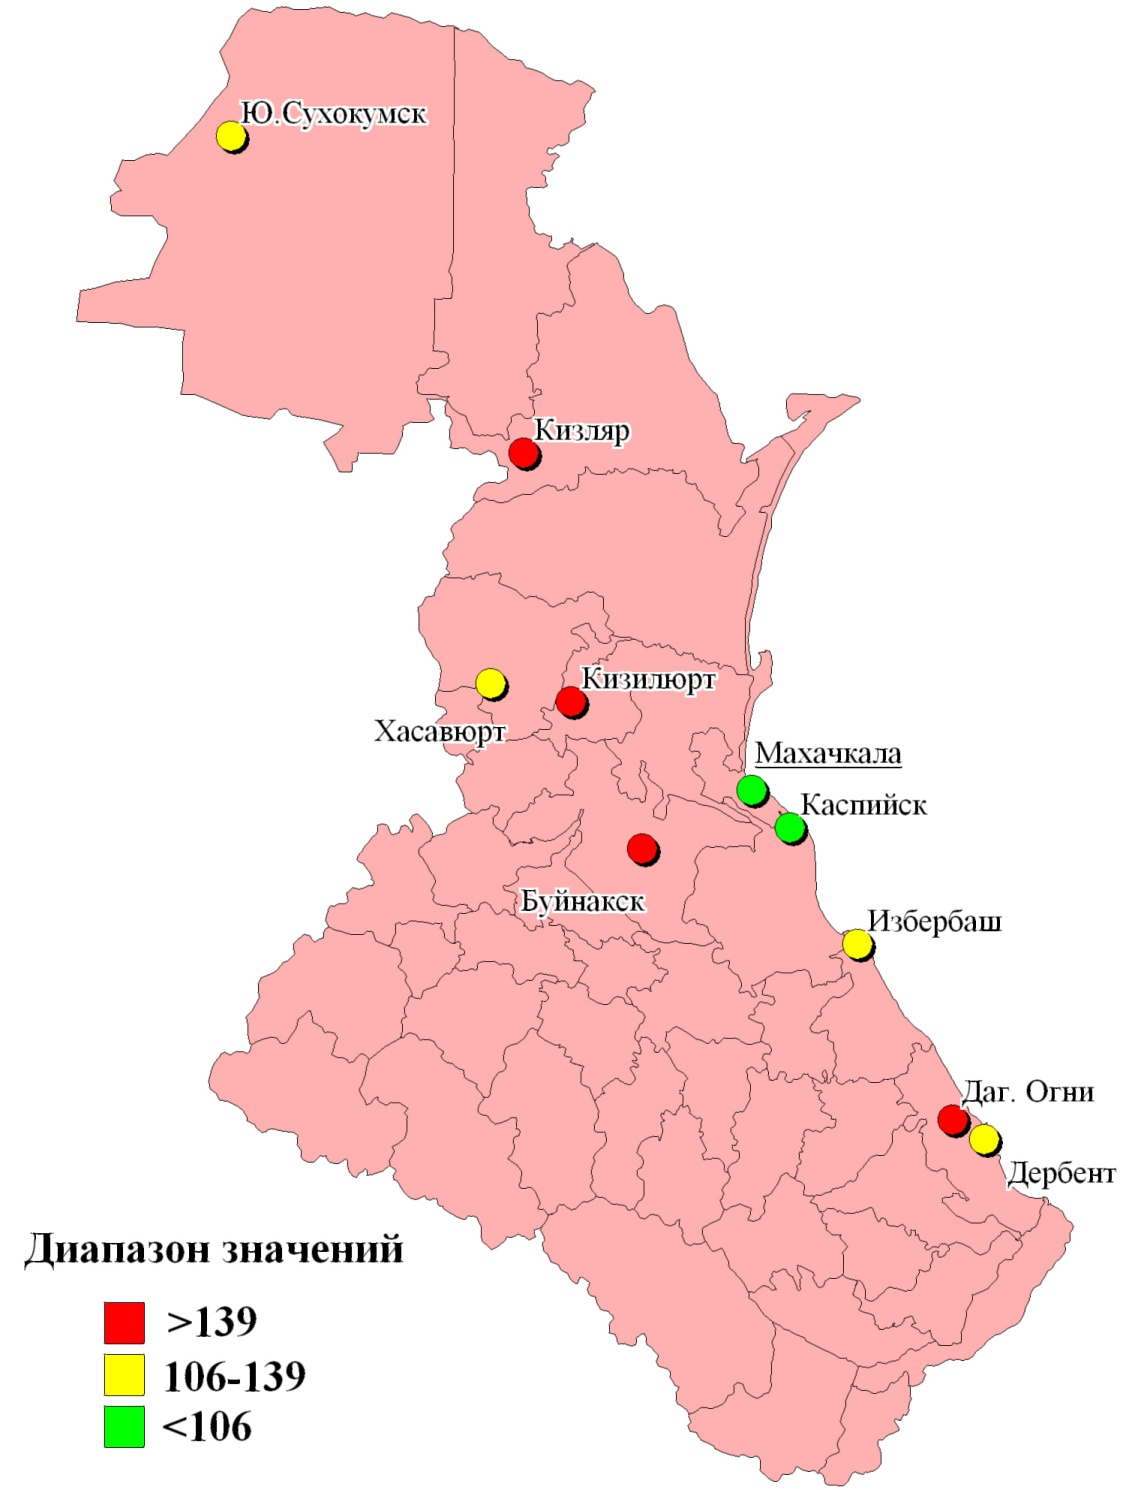 Ю.Сухокумск
Кизляр
Кизилюрт
Хасавюрт
Махачкала
Каспийск
Буйнакск
Избербаш
Даг. Огни
Дербент
Диапазон значений
>139
106-139
<106